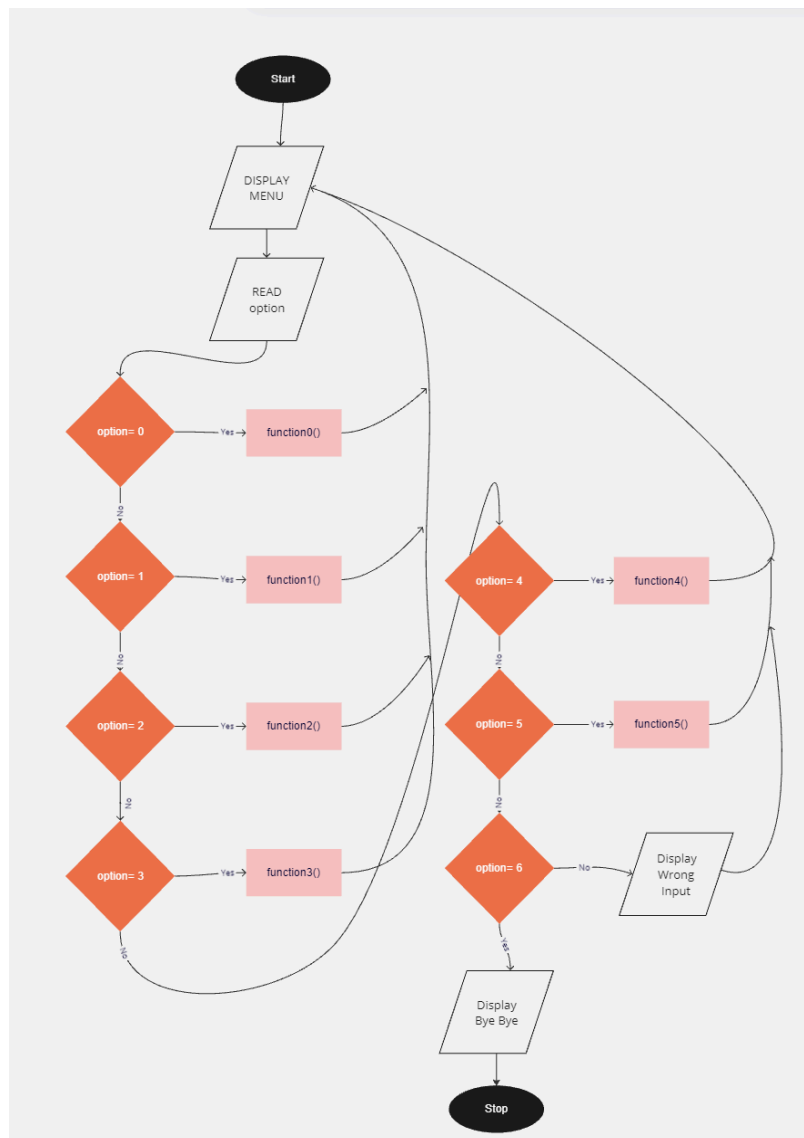 Start
DISPLAY
MENU
READ
option
option= 0
Yes
function0()
No
option= 1
Yes
function1()
No
option= 2
Yes
function2()
No
option= 3
Yes
function3()
No
option= 4
Yes
function4()
No
option= 5
Yes
function5()
No
option= 6
No
Display
Wrong
Input
Yes
Display
Bye Bye
Stop